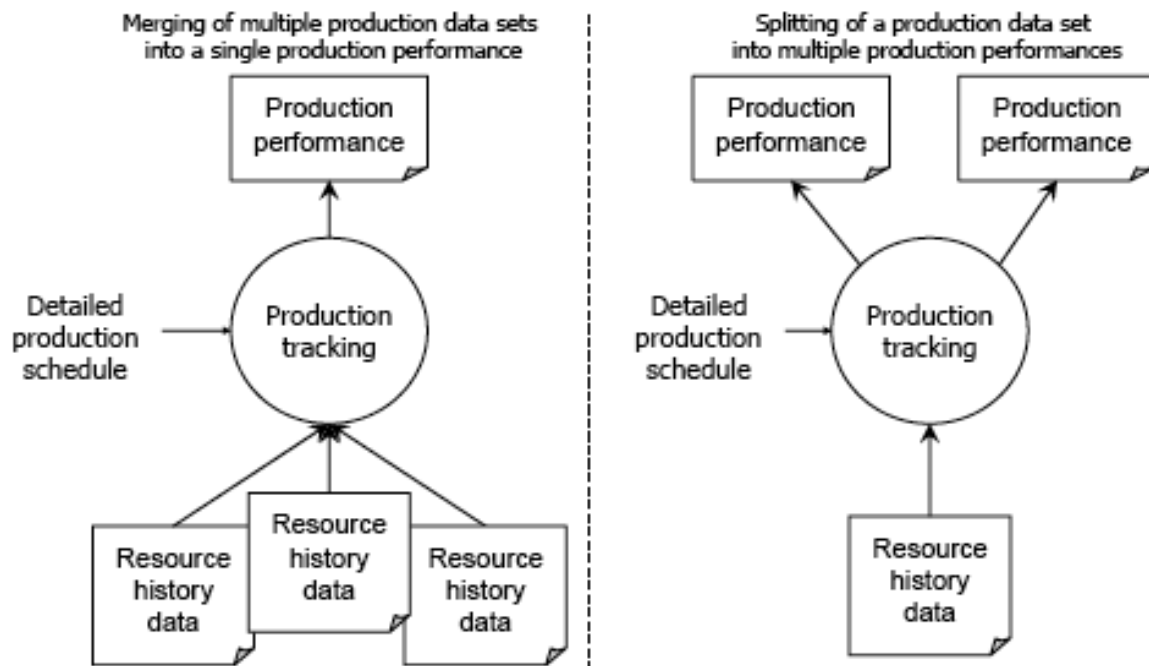 Merging of multiple production data sets
into a single production performance
Production
performance
Detailed
production
schedule
Production
tracking
Resource
history
data
Resource
history
data
Resource
history
data
Splitting of a production data set
into multiple production performances
Production
performance
Production
performance
Detailed
production
schedule
Production
tracking
Resource
history
data